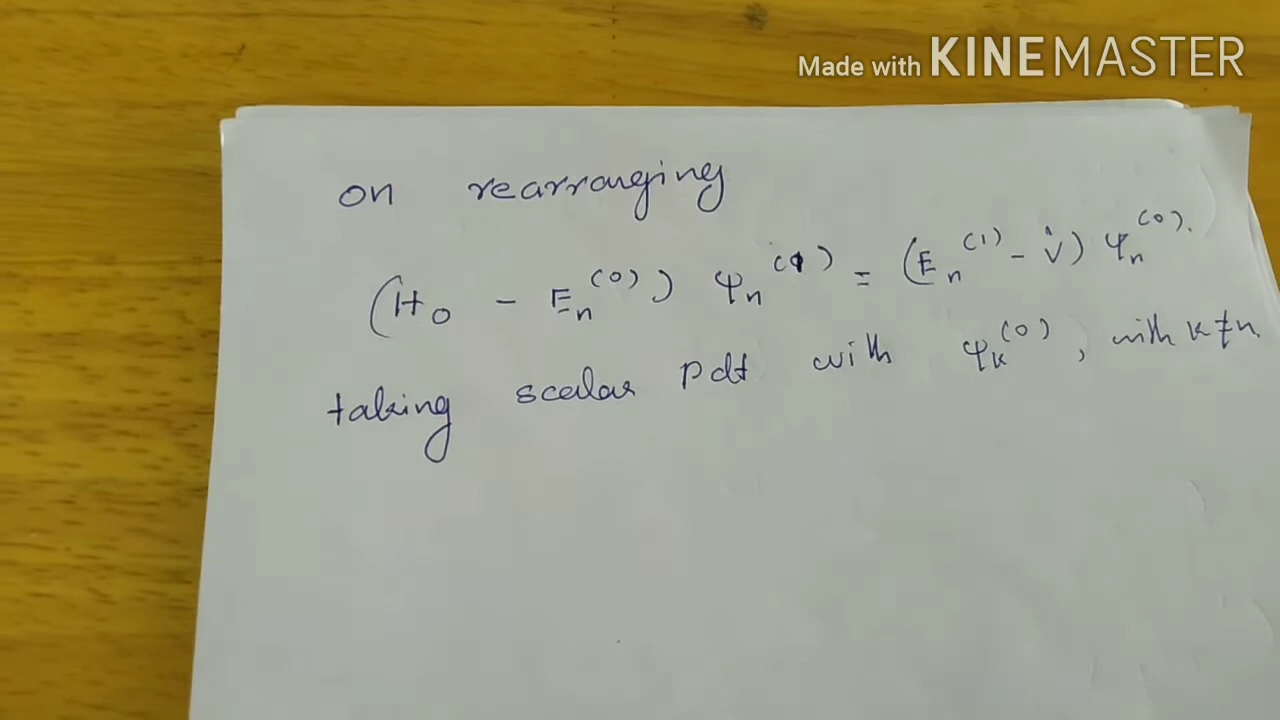 Made with KINEMASTER
on rearranging
(H₀ - Eₙ⁽⁰⁾) Ψₙ⁽¹⁾ = (Eₙ⁽¹⁾ - V̂) Ψₙ⁽⁰⁾.
taking scalar pdt with Ψₖ⁽⁰⁾, with k≠n